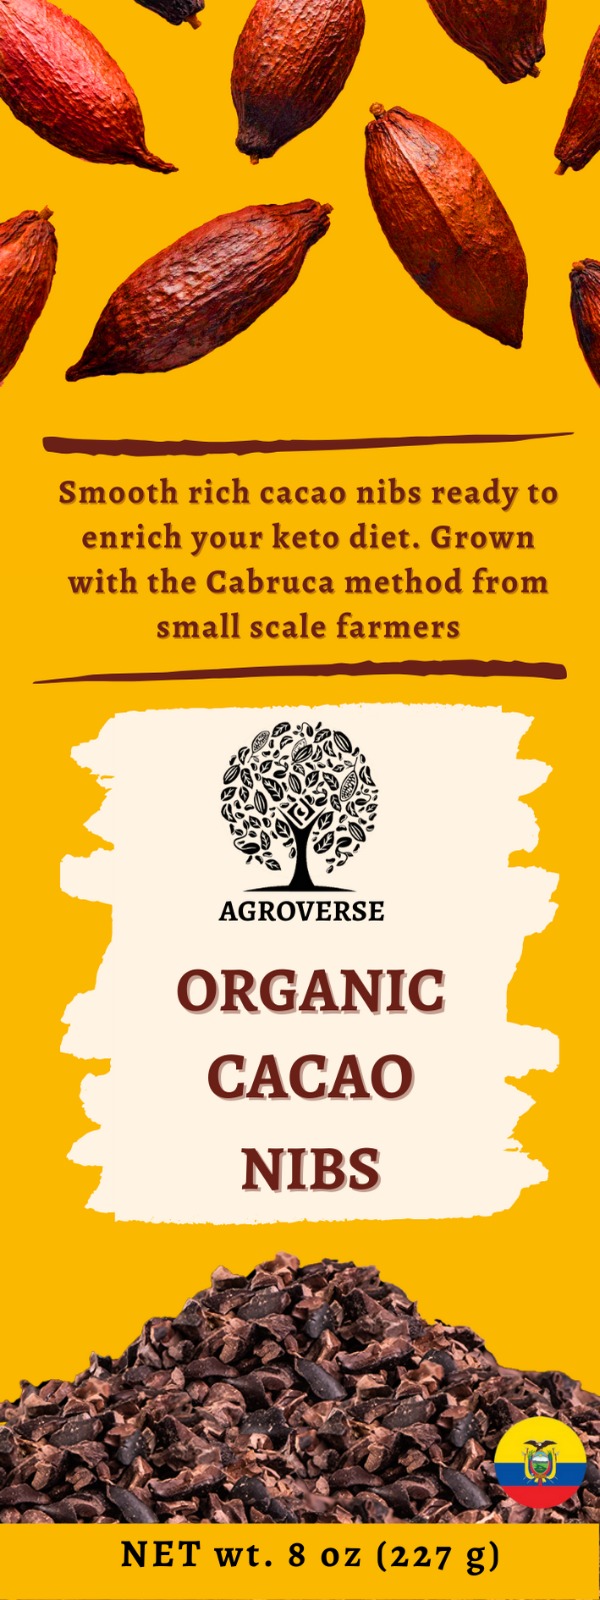 Smooth rich cacao nibs ready to
enrich your keto diet. Grown
with the Cabruca method from
small scale farmers
AGROVERSE
ORGANIC
CACAO
NIBS
NET wt. 8 oz (227 g)